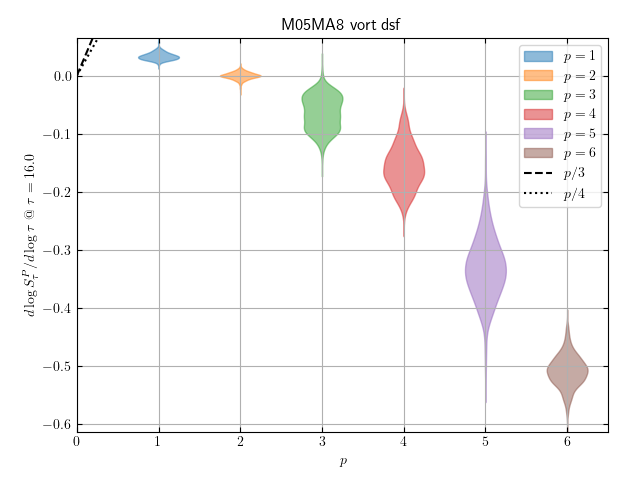 M05MA8 vort dsf
d log S_τ^P / d log τ @ τ = 16.0
0.0
−0.1
−0.2
−0.3
−0.4
−0.5
−0.6
0 1 2 3 4 5 6
p
p = 1
p = 2
p = 3
p = 4
p = 5
p = 6
p/3
p/4